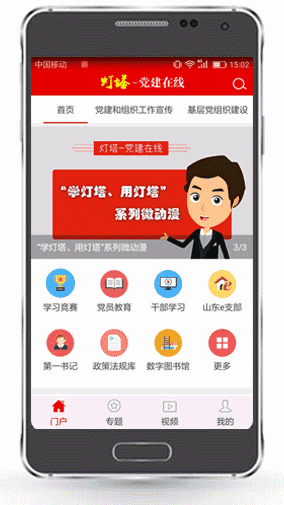 中国移动 15:02
灯塔-党建在线
首页 党建和组织工作宣传 基层党组织建设
灯塔-党建在线
“学灯塔、用灯塔”
系列微动漫
“学灯塔、用灯塔”系列微动漫 3/3
学习竞赛 党员教育 干部学习 山东e支部
第一书记 政策法规库 数字图书馆 更多
门户 专题 视频 我的